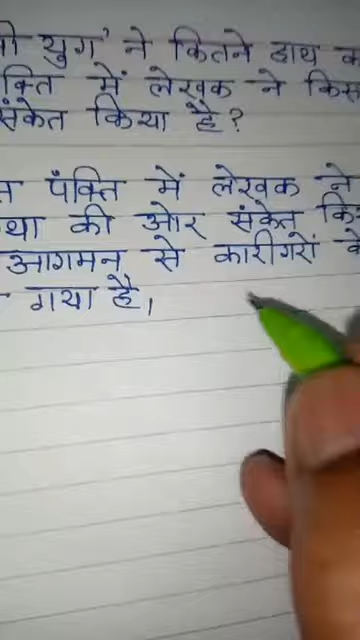 युग' ने कितने हाथ
में लेखक ने किस
संकेत किया है?
पंक्ति में लेखक ने
की ओर संकेत
आगमन से कारीगरों के
गया है,